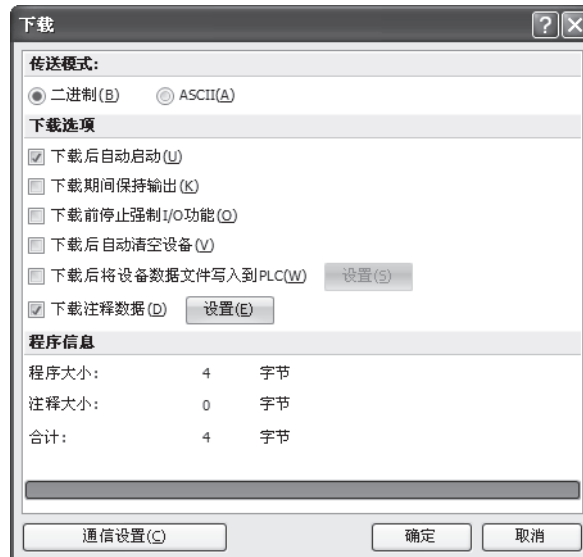 下载
传送模式:
二进制(B) ASCII(A)
下载选项
下载后自动启动(U)
下载期间保持输出(K)
下载前停止强制I/O功能(O)
下载后自动清空设备(V)
下载后将设备数据文件写入到PLC(W) 设置(S)
下载注释数据(D) 设置(E)
程序信息
程序大小: 4 字节
注释大小: 0 字节
合计: 4 字节
通信设置(C) 确定 取消